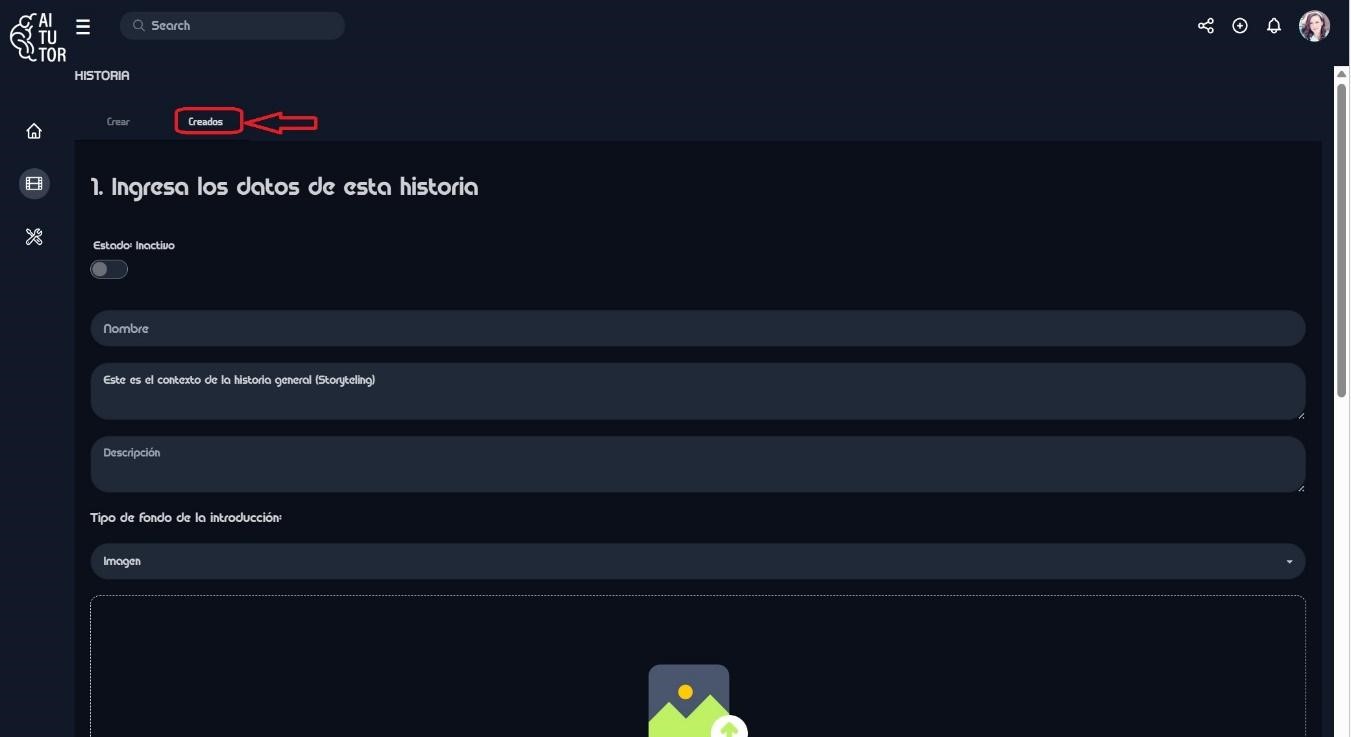 AI
TU
TOR
Search
HISTORIA
Crear
Creados
1. Ingresa los datos de esta historia
Estado: Inactivo
Nombre
Este es el contexto de la historia general (Storyteling)
Descripción
Tipo de fondo de la introducción:
Imagen